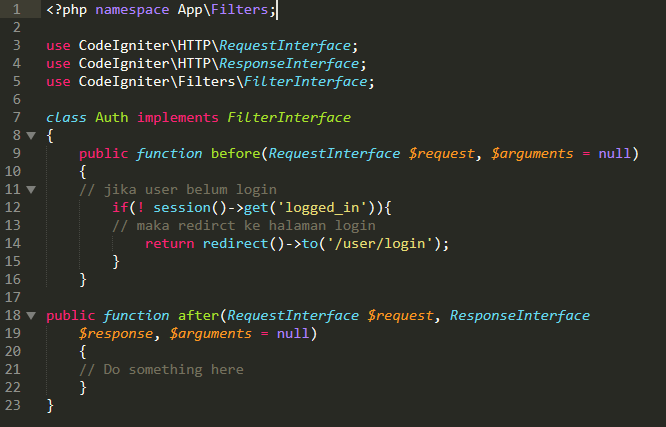 1 <?php namespace App\Filters;
2
3 use CodeIgniter\HTTP\RequestInterface;
4 use CodeIgniter\HTTP\ResponseInterface;
5 use CodeIgniter\Filters\FilterInterface;
6
7 class Auth implements FilterInterface
8 {
9     public function before(RequestInterface $request, $arguments = null)
10     {
11     // jika user belum login
12         if(! session()->get('logged_in')){
13         // maka redirct ke halaman login
14             return redirect()->to('/user/login');
15         }
16     }
17
18 public function after(RequestInterface $request, ResponseInterface
19     $response, $arguments = null)
20     {
21     // Do something here
22     }
23 }